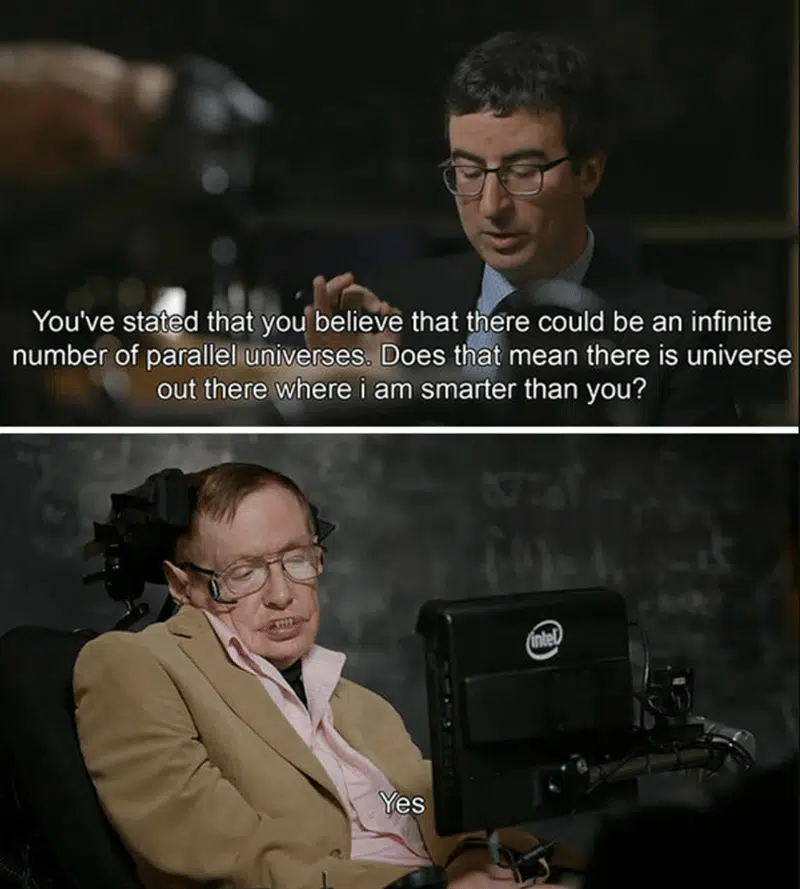 You've stated that you believe that there could be an infinite
number of parallel universes. Does that mean there is universe
out there where i am smarter than you?
intel
Yes